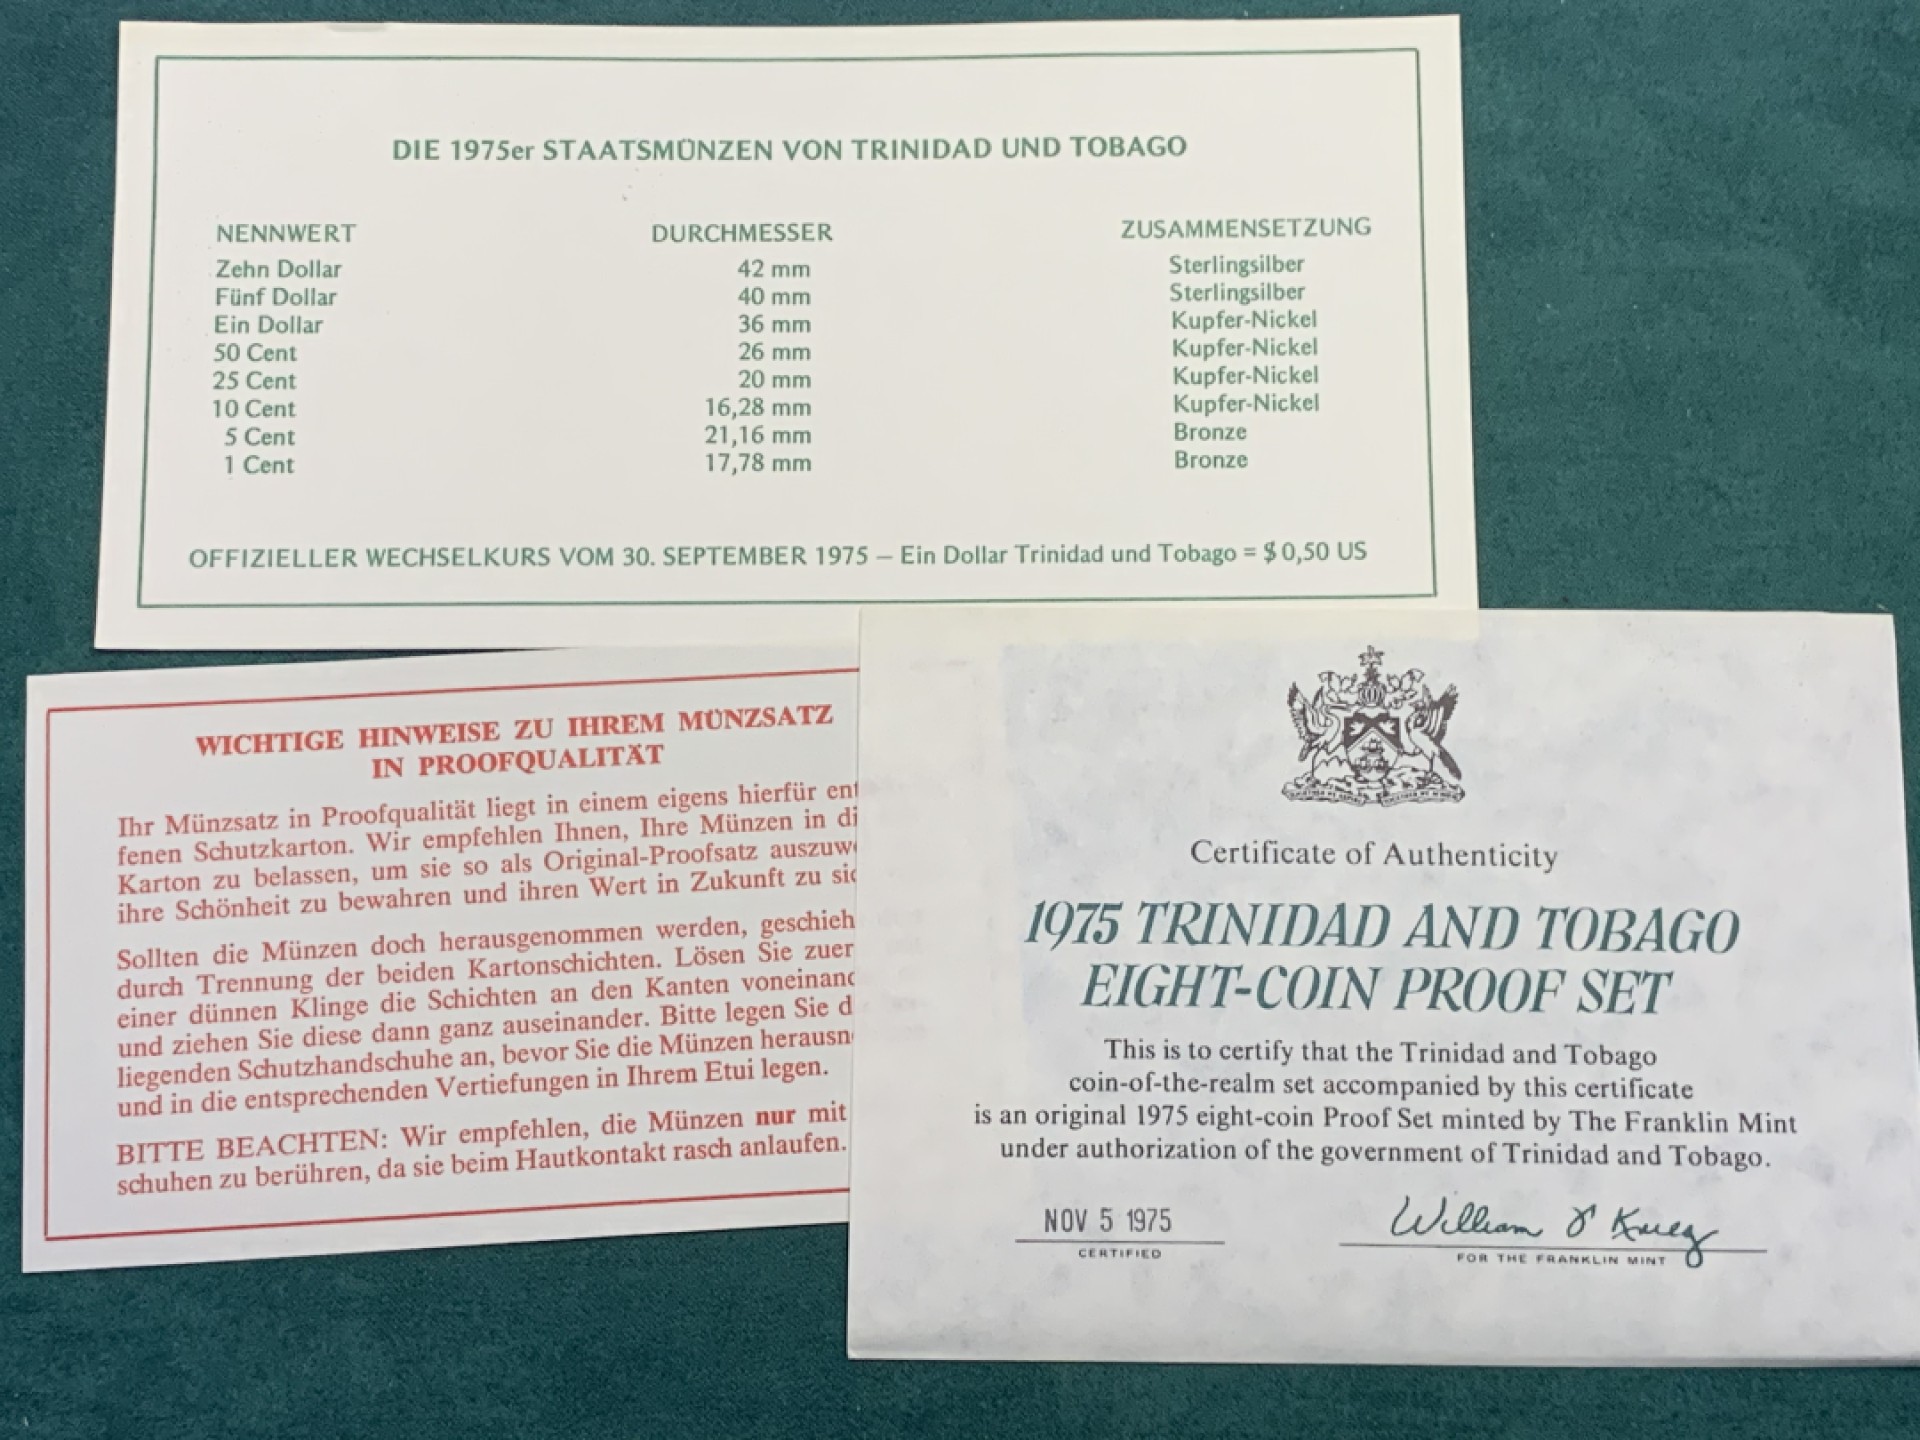 DIE 1975er STAATSMÜNZEN VON TRINIDAD UND TOBAGO
NENNWERT DURCHMESSER ZUSAMMENSETZUNG
Zehn Dollar 42 mm Sterlingsilber
Fünf Dollar 40 mm Sterlingsilber
Ein Dollar 36 mm Kupfer-Nickel
50 Cent 26 mm Kupfer-Nickel
25 Cent 20 mm Kupfer-Nickel
10 Cent 16,28 mm Kupfer-Nickel
5 Cent 21,16 mm Bronze
1 Cent 17,78 mm Bronze
OFFIZIELLER WECHSELKURS VOM 30. SEPTEMBER 1975 – Ein Dollar Trinidad und Tobago = $ 0,50 US
WICHTIGE HINWEISE ZU IHREM MÜNZSATZ
IN PROOFQUALITÄT
Ihr Münzsatz in Proofqualität liegt in einem eigens hierfür ent
fenen Schutzkarton. Wir empfehlen Ihnen, Ihre Münzen in di
Karton zu belassen, um sie so als Original-Proofsatz auszuw
ihre Schönheit zu bewahren und ihren Wert in Zukunft zu sic
Sollten die Münzen doch herausgenommen werden, geschieh
durch Trennung der beiden Kartonschichten. Lösen Sie zuer
einer dünnen Klinge die Schichten an den Kanten voneinand
und ziehen Sie diese dann ganz auseinander. Bitte legen Sie d
liegenden Schutzhandschuhe an, bevor Sie die Münzen herausn
und in die entsprechenden Vertiefungen in Ihrem Etui legen.
BITTE BEACHTEN: Wir empfehlen, die Münzen nur mit
schuhen zu berühren, da sie beim Hautkontakt rasch anlaufen.
Certificate of Authenticity
1975 TRINIDAD AND TOBAGO
EIGHT-COIN PROOF SET
This is to certify that the Trinidad and Tobago
coin-of-the-realm set accompanied by this certificate
is an original 1975 eight-coin Proof Set minted by The Franklin Mint
under authorization of the government of Trinidad and Tobago.
NOV 5 1975
CERTIFIED
William
FOR THE FRANKLIN MINT